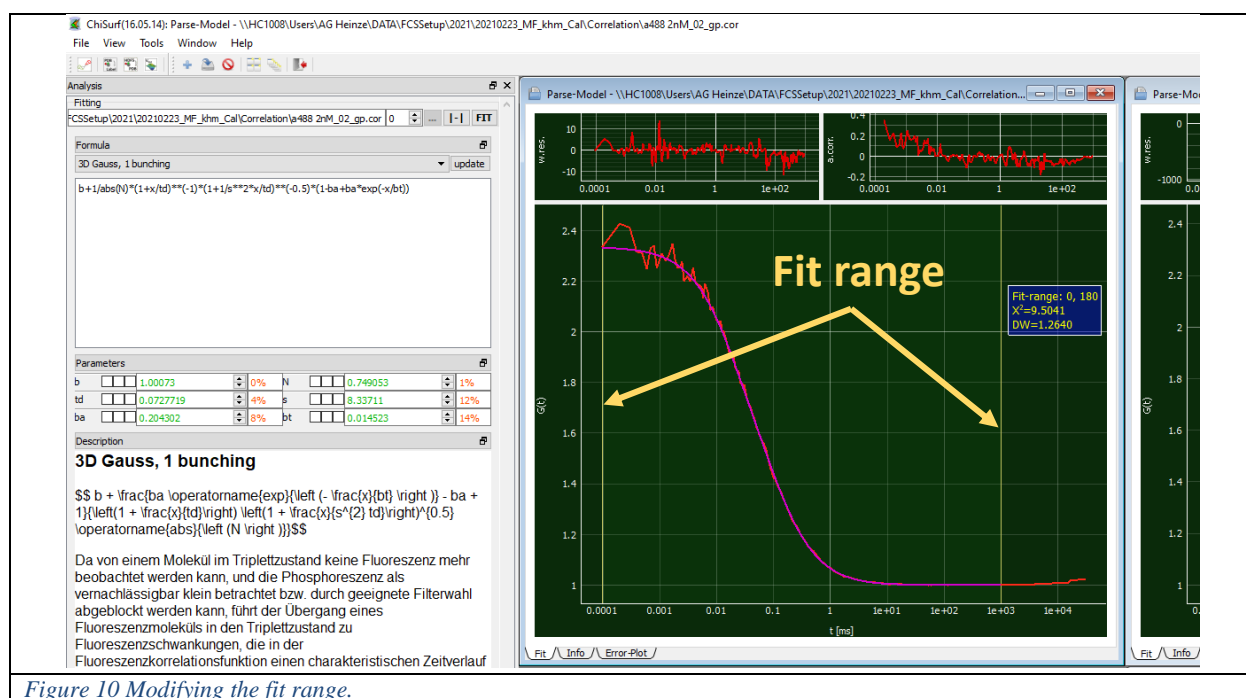 ChiSurf(16.05.14): Parse-Model - \\HC1008\Users\AG Heinze\DATA\FCSSetup\2021\20210223_MF_khm_Cal\Correlation\a488 2nM_02_gp.cor
File View Tools Window Help
Analysis
Fitting
FCSSetup\2021\20210223_MF_khm_Cal\Correlation\a488 2nM_02_gp.cor 0 ... |-| FIT
Formula
3D Gauss, 1 bunching update
b+1/abs(N)*(1+x/td)**(-1)*(1+1/s**2*x/td)**(-0.5)*(1-ba+ba*exp(-x/bt))
Parameters
b 1.00073 0% N 0.749053 1%
td 0.0727719 4% s 8.33711 12%
ba 0.204302 8% bt 0.014523 14%
Description
3D Gauss, 1 bunching
$$ b + \frac{ba \operatorname{exp}{\left (- \frac{x}{bt} \right )} - ba +
1}{\left(1 + \frac{x}{td}\right) \left(1 + \frac{x}{s^{2} td}\right)^{0.5}
\operatorname{abs}{\left (N \right )}}$$
Da von einem Molekül im Triplettzustand keine Fluoreszenz mehr
beobachtet werden kann, und die Phosphoreszenz als
vernachlässigbar klein betrachtet bzw. durch geeignete Filterwahl
abgeblockt werden kann, führt der Übergang eines
Fluoreszenzmoleküls in den Triplettzustand zu
Fluoreszenzschwankungen, die in der
Fluoreszenzkorrelationsfunktion einen charakteristischen Zeitverlauf
Parse-Model - \\HC1008\Users\AG Heinze\DATA\FCSSetup\2021\20210223_MF_khm_Cal\Correlation...
w.res.
10
0
-10
0.0001 0.01 1 1e+02
a.corr.
0.4
0.2
0
-0.2
0.0001 0.01 1 1e+02
G(t)
2.4
2.2
2
1.8
1.6
1.4
1.2
1
Fit range
Fit-range: 0, 180
X²=9.5041
DW=1.2640
0.0001 0.001 0.01 0.1 1 1e+01 1e+02 1e+03 1e+04
t [ms]
Fit Info Error-Plot
Parse-Mo
w.res.
0
-1000
0.0
G(t)
2.4
2.2
2
1.8
1.6
1.4
1.2
1
0.
Fit Info
Figure 10 Modifying the fit range.